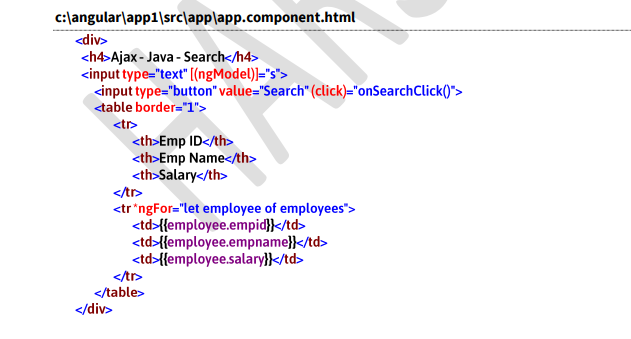 c:\angular\app1\src\app\app.component.html
<div>
<h4>Ajax - Java - Search</h4>
<input type="text" [(ngModel)]="s">
<input type="button" value="Search" (click)="onSearchClick()">
<table border="1">
<tr>
<th>Emp ID</th>
<th>Emp Name</th>
<th>Salary</th>
</tr>
<tr *ngFor="let employee of employees">
<td>{{employee.empid}}</td>
<td>{{employee.empname}}</td>
<td>{{employee.salary}}</td>
</tr>
</table>
</div>